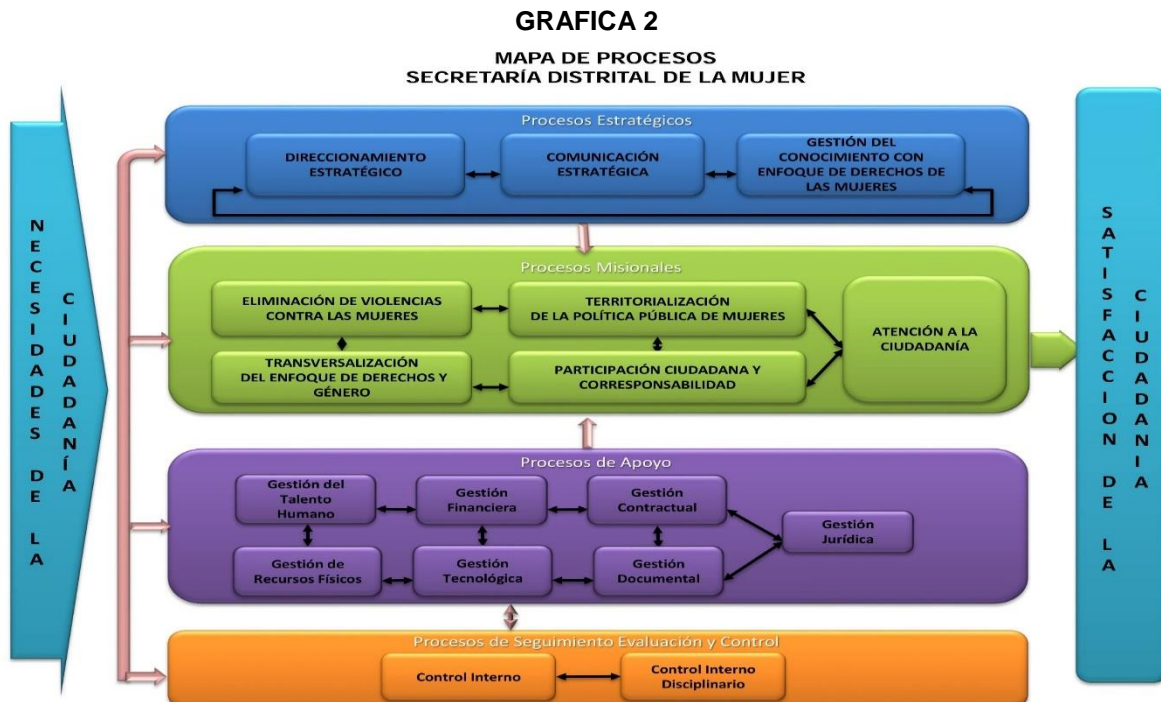 GRAFICA 2
MAPA DE PROCESOS
SECRETARÍA DISTRITAL DE LA MUJER
NECESIDADES DE LA
CIUDADANÍA
Procesos Estratégicos
DIRECCIONAMIENTO
ESTRATÉGICO
COMUNICACIÓN
ESTRATÉGICA
GESTIÓN DEL
CONOCIMIENTO CON
ENFOQUE DE DERECHOS DE
LAS MUJERES
Procesos Misionales
ELIMINACIÓN DE VIOLENCIAS
CONTRA LAS MUJERES
TERRITORIALIZACIÓN
DE LA POLÍTICA PÚBLICA DE MUJERES
TRANSVERSALIZACIÓN
DEL ENFOQUE DE DERECHOS Y
GÉNERO
PARTICIPACIÓN CIUDADANA Y
CORRESPONSABILIDAD
ATENCIÓN A LA
CIUDADANÍA
Procesos de Apoyo
Gestión del
Talento
Humano
Gestión
Financiera
Gestión
Contractual
Gestión de
Recursos Físicos
Gestión
Tecnológica
Gestión
Documental
Gestión
Jurídica
Procesos de Seguimiento Evaluación y Control
Control Interno
Control Interno
Disciplinario
SATISFACCION DE LA
CIUDADANIA